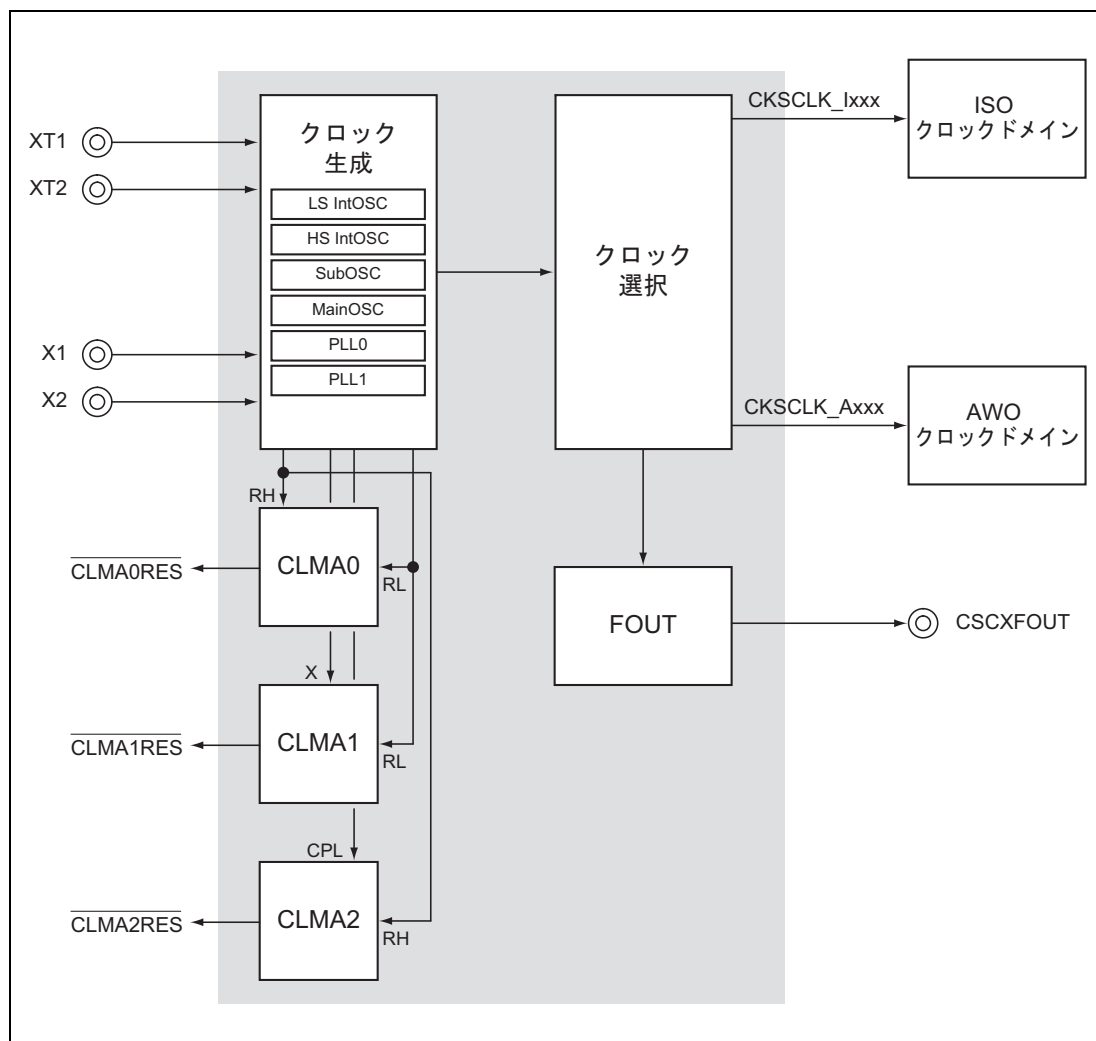 XT1
XT2
X1
X2
クロック
生成
LS IntOSC
HS IntOSC
SubOSC
MainOSC
PLL0
PLL1
クロック
選択
CKSCLK_Ixxx
ISO
クロックドメイン
CKSCLK_Axxx
AWO
クロックドメイン
RH
CLMA0
RL
CLMA0RES
FOUT
CSCXFOUT
X
CLMA1
RL
CLMA1RES
CPL
CLMA2
RH
CLMA2RES